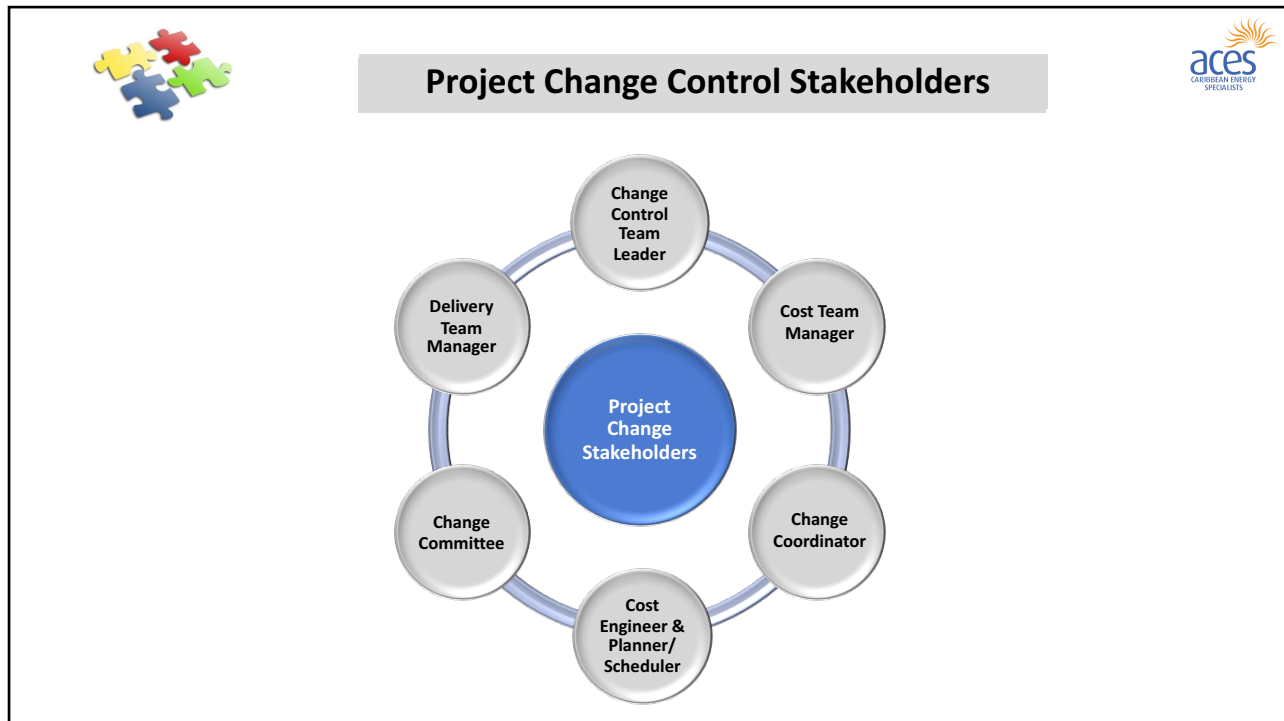 Project Change Control Stakeholders
aces
CARIBBEAN ENERGY
SPECIALISTS
Change
Control
Team
Leader
Delivery
Team
Manager
Cost Team
Manager
Project
Change
Stakeholders
Change
Committee
Change
Coordinator
Cost
Engineer &
Planner/
Scheduler